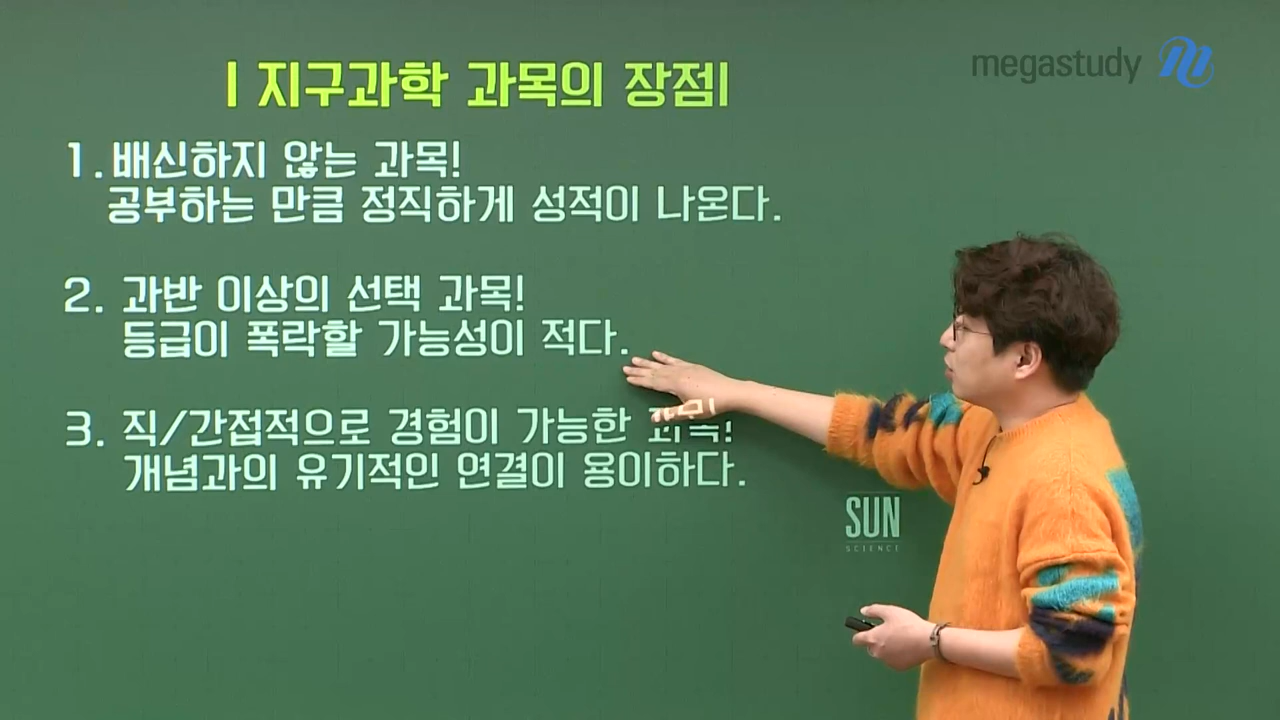 megastudy
| 지구과학 과목의 장점|
1. 배신하지 않는 과목!
공부하는 만큼 정직하게 성적이 나온다.
2. 과반 이상의 선택 과목!
등급이 폭락할 가능성이 적다.
3. 직/간접적으로 경험이 가능한 과목!
개념과의 유기적인 연결이 용이하다.
SUN
SCIENCE